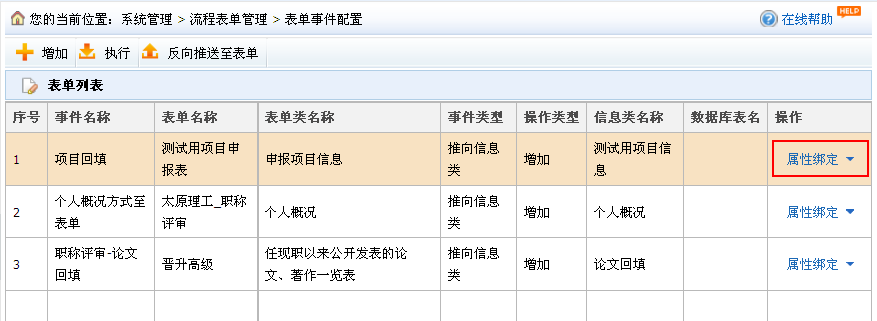 您的当前位置：系统管理 > 流程表单管理 > 表单事件配置
在线帮助 HELP
增加 执行 反向推送至表单
表单列表
序号 事件名称 表单名称 表单类名称 事件类型 操作类型 信息类名称 数据库表名 操作
1 项目回填 测试用项目申报表 申报项目信息 推向信息类 增加 测试用项目信息 属性绑定
2 个人概况方式至表单 太原理工_职称评审 个人概况 推向信息类 增加 个人概况 属性绑定
3 职称评审-论文回填 晋升高级 任现职以来公开发表的论文、著作一览表 推向信息类 增加 论文回填 属性绑定